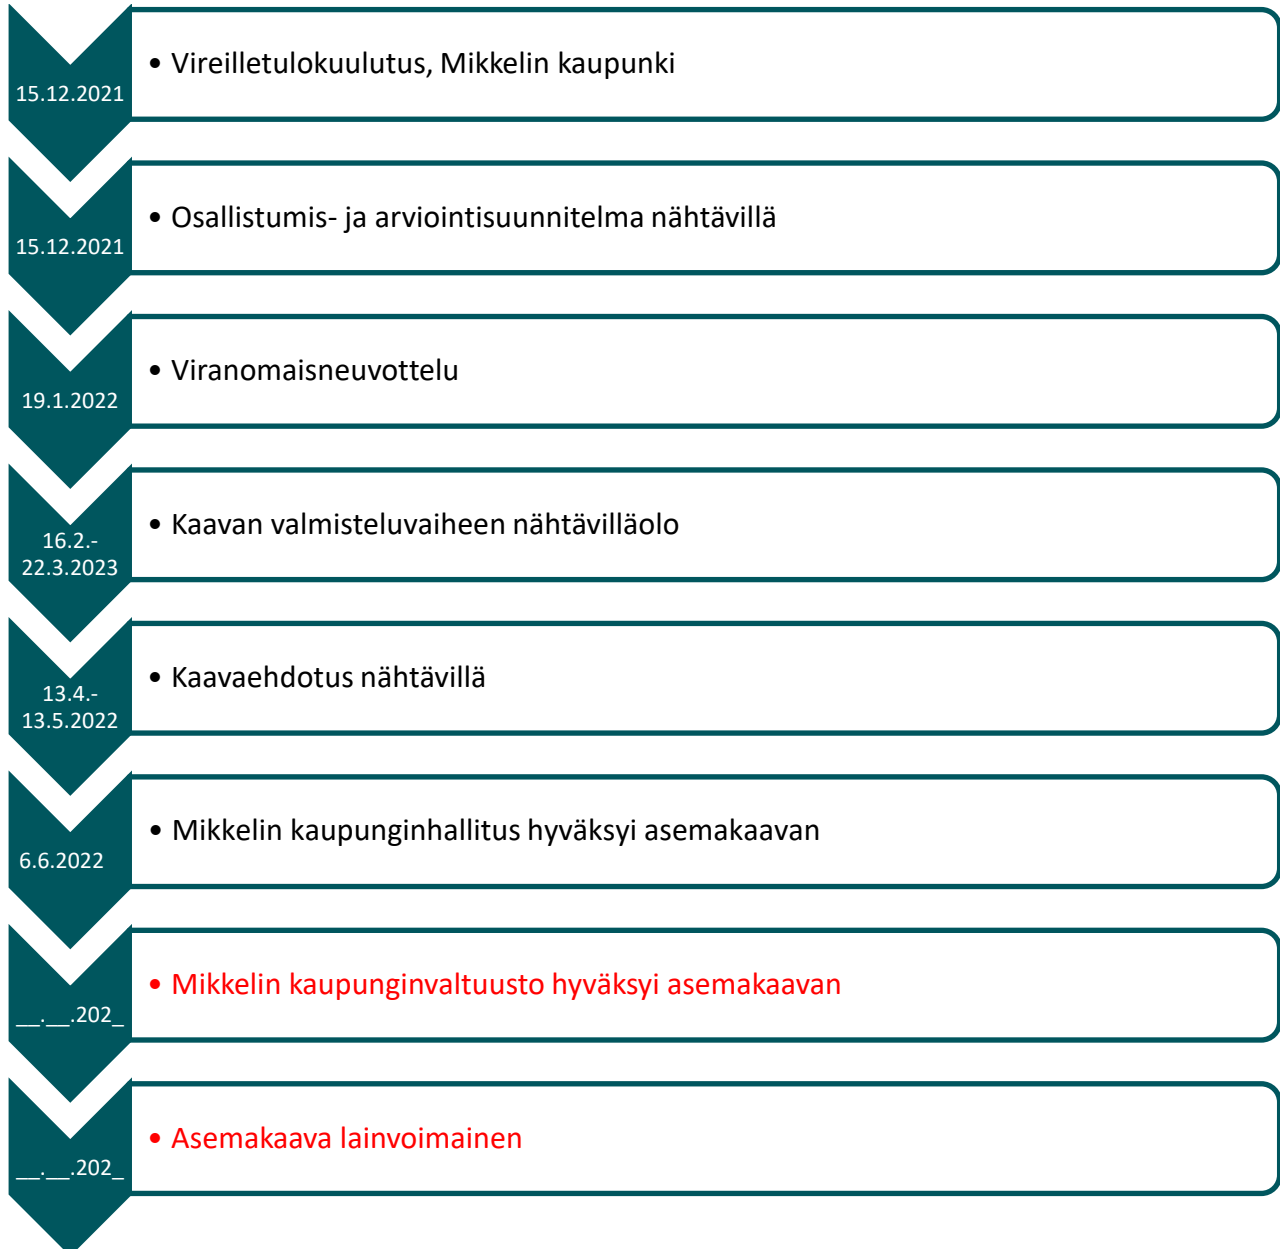 15.12.2021
• Vireilletulokuulutus, Mikkelin kaupunki
15.12.2021
• Osallistumis- ja arviointisuunnitelma nähtävillä
19.1.2022
• Viranomaisneuvottelu
16.2.-
22.3.2023
• Kaavan valmisteluvaiheen nähtävilläolo
13.4.-
13.5.2022
• Kaavaehdotus nähtävillä
6.6.2022
• Mikkelin kaupunginhallitus hyväksyi asemakaavan
__.__.202_
• Mikkelin kaupunginvaltuusto hyväksyi asemakaavan
__.__.202_
• Asemakaava lainvoimainen